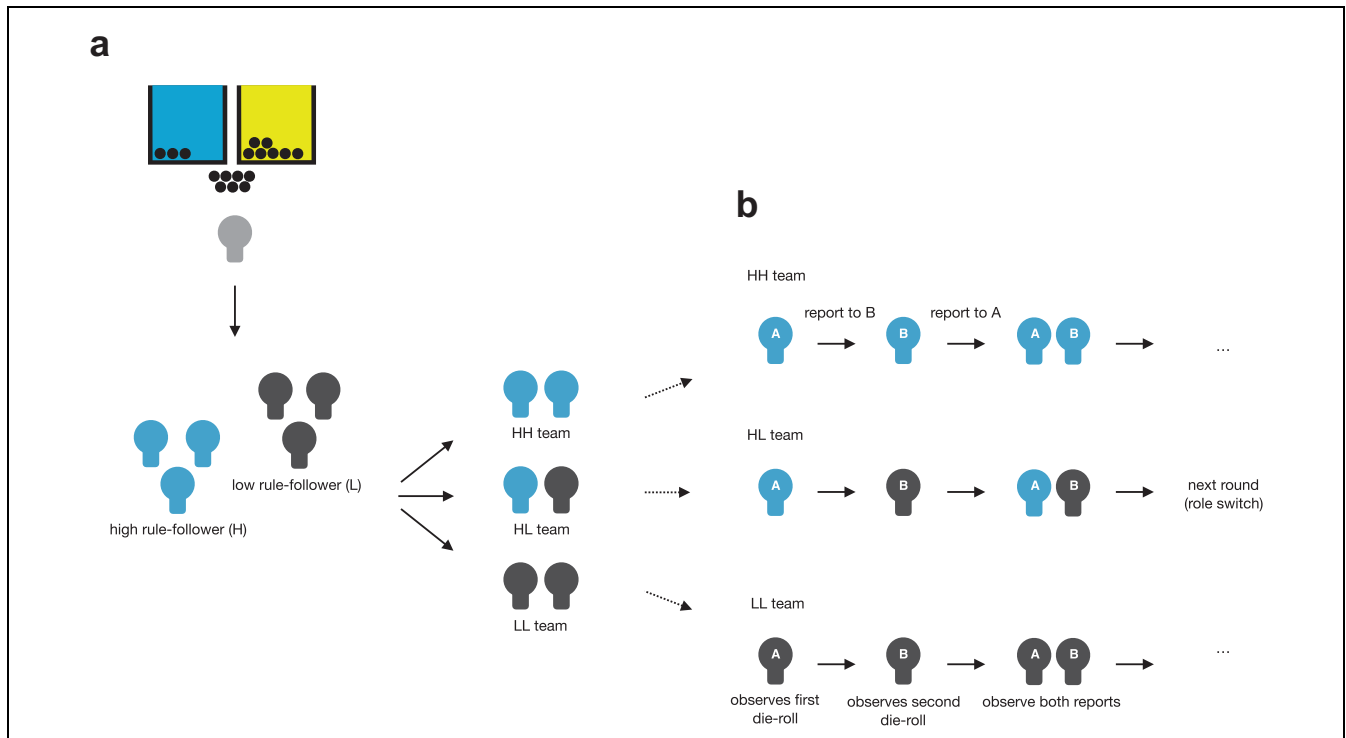 a
low rule-follower (L)
high rule-follower (H)
HH team
HL team
LL team
b
HH team
report to B
report to A
A
B
A
B
...
HL team
A
B
A
B
next round
(role switch)
LL team
A
B
A
B
...
observes first
die-roll
observes second
die-roll
observe both reports